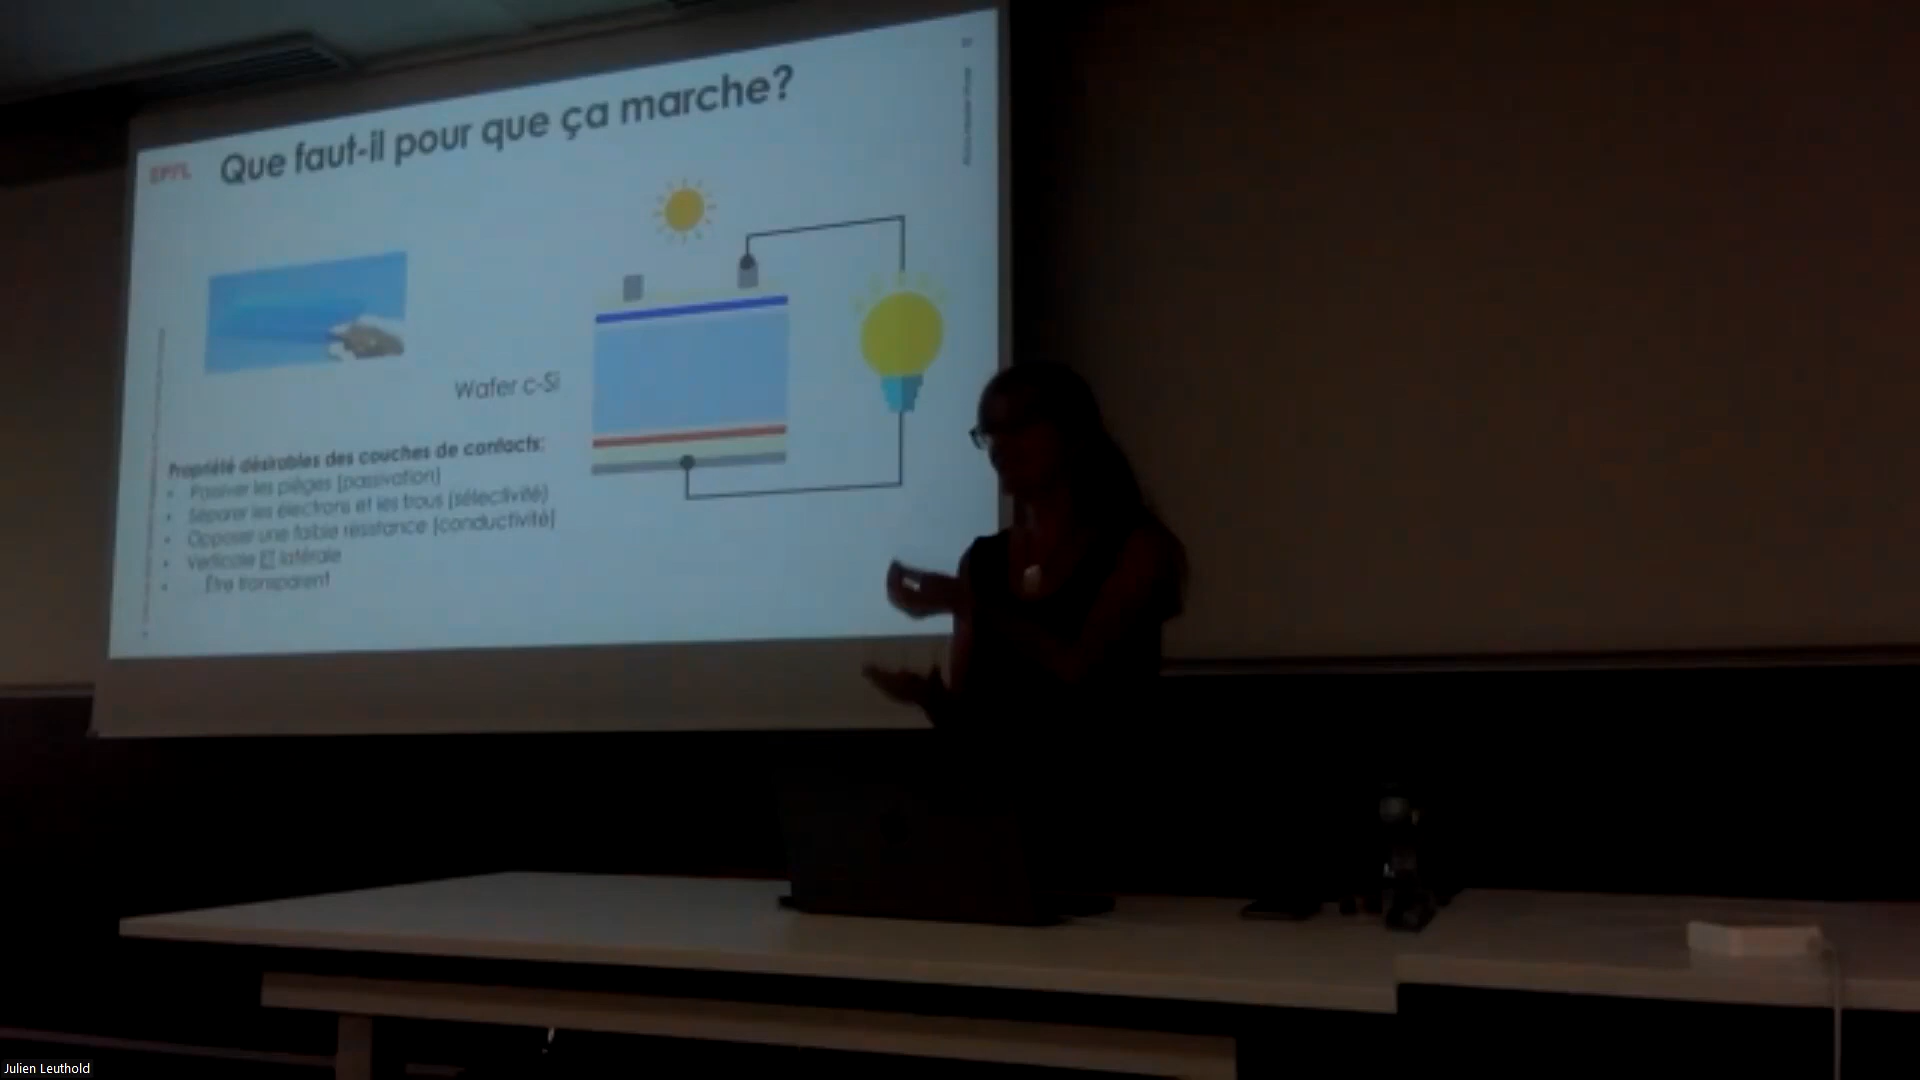 EPFL
Que faut-il pour que ça marche?
Wafer c-Si
Propriété désirables des couches de contacts:
• Passiver les pièges (passivation)
• Séparer les électrons et les trous (sélectivité)
• Opposer une faible résistance (conductivité)
• Verticale ET latérale
• Être transparent
Julien Leuthold